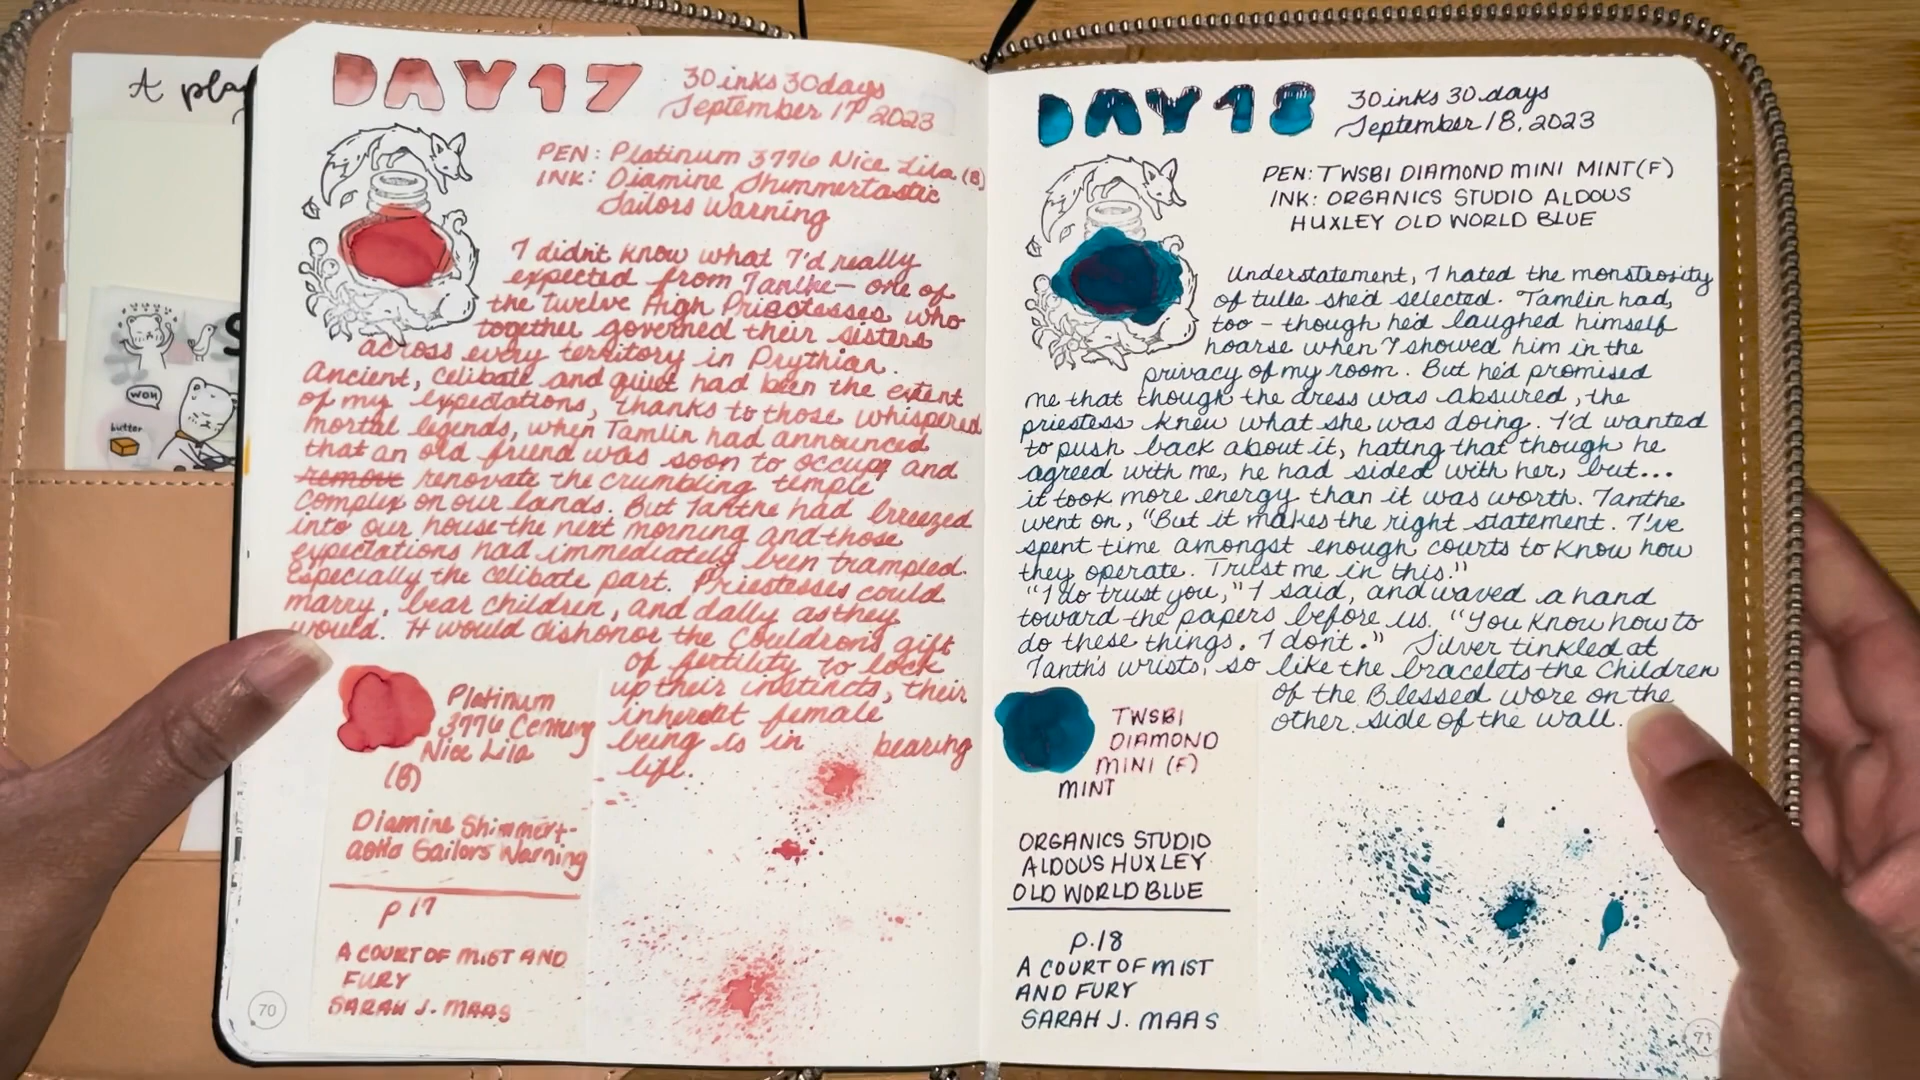 A pla
WOH
butter
DAY 17
30 inks 30 days
September 17 2023
PEN: Platinum 3776 Nice Lila (B)
INK: Diamine Shimmertastic
Sailors Warning
I didn't know what I'd really
expected from Ianthe — one of
the twelve High Priestesses who
together governed their sisters
across every territory in Prythian.
Ancient, celibate and quiet had been the extent
of my expectations, thanks to those whispered
mortal legends, when Tamlin had announced
that an old friend was soon to occupy and
remove renovate the crumbling temple
complex on our lands. But Ianthe had breezed
into our house the next morning and those
expectations had immediately been trampled.
Especially the celibate part. Priestesses could
marry, bear children, and dally as they
would. It would dishonor the Couldron's gift
of fertility to lock
up their instincts, their
inherent female
being is in bearing
life.
Platinum
3776 Century
Nice Lila
(B)
Diamine Shimmert-
astic Sailors Warning
p 17
A COURT OF MIST AND
FURY
SARAH J. MAAS
70
DAY 18
30 inks 30 days
September 18, 2023
PEN: TWSBI DIAMOND MINI MINT (F)
INK: ORGANICS STUDIO ALDOUS
HUXLEY OLD WORLD BLUE
Understatement, I hated the monstrosity
of tulle she'd selected. Tamlin had,
too - though he'd laughed himself
hoarse when I showed him in the
privacy of my room. But he'd promised
me that though the dress was absured, the
priestess knew what she was doing. I'd wanted
to push back about it, hating that though he
agreed with me, he had sided with her, but...
it took more energy than it was worth. Ianthe
went on, "But it makes the right statement. I've
spent time amongst enough courts to know how
they operate. Trust me in this."
"I do trust you," I said, and waved a hand
toward the papers before us. "You know how to
do these things. I don't." Silver tinkled at
Ianth's wrists, so like the bracelets the Children
of the Blessed wore on the
other side of the wall.
TWSBI
DIAMOND
MINI (F)
MINT
ORGANICS STUDIO
ALDOUS HUXLEY
OLD WORLD BLUE
p.18
A COURT OF MIST
AND FURY
SARAH J. MAAS
71